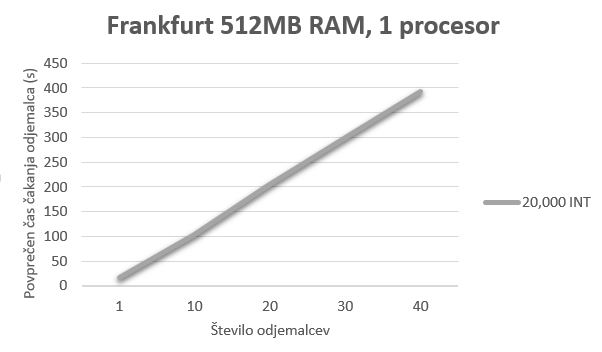 Frankfurt 512MB RAM, 1 procesor
Povprečen čas čakanja odjemalca (s)
450
400
350
300
250
200
150
100
50
0
1 10 20 30 40
Število odjemalcev
20,000 INT